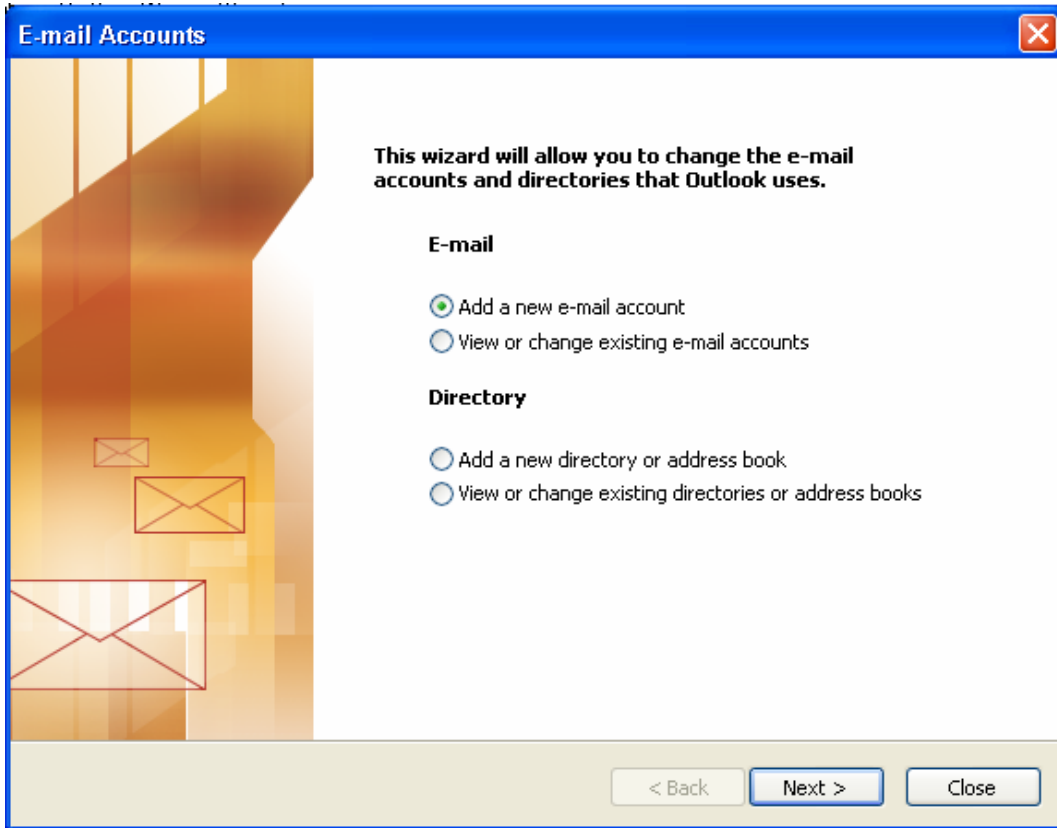 E-mail Accounts
This wizard will allow you to change the e-mail
accounts and directories that Outlook uses.
E-mail
Add a new e-mail account
View or change existing e-mail accounts
Directory
Add a new directory or address book
View or change existing directories or address books
< Back Next > Close